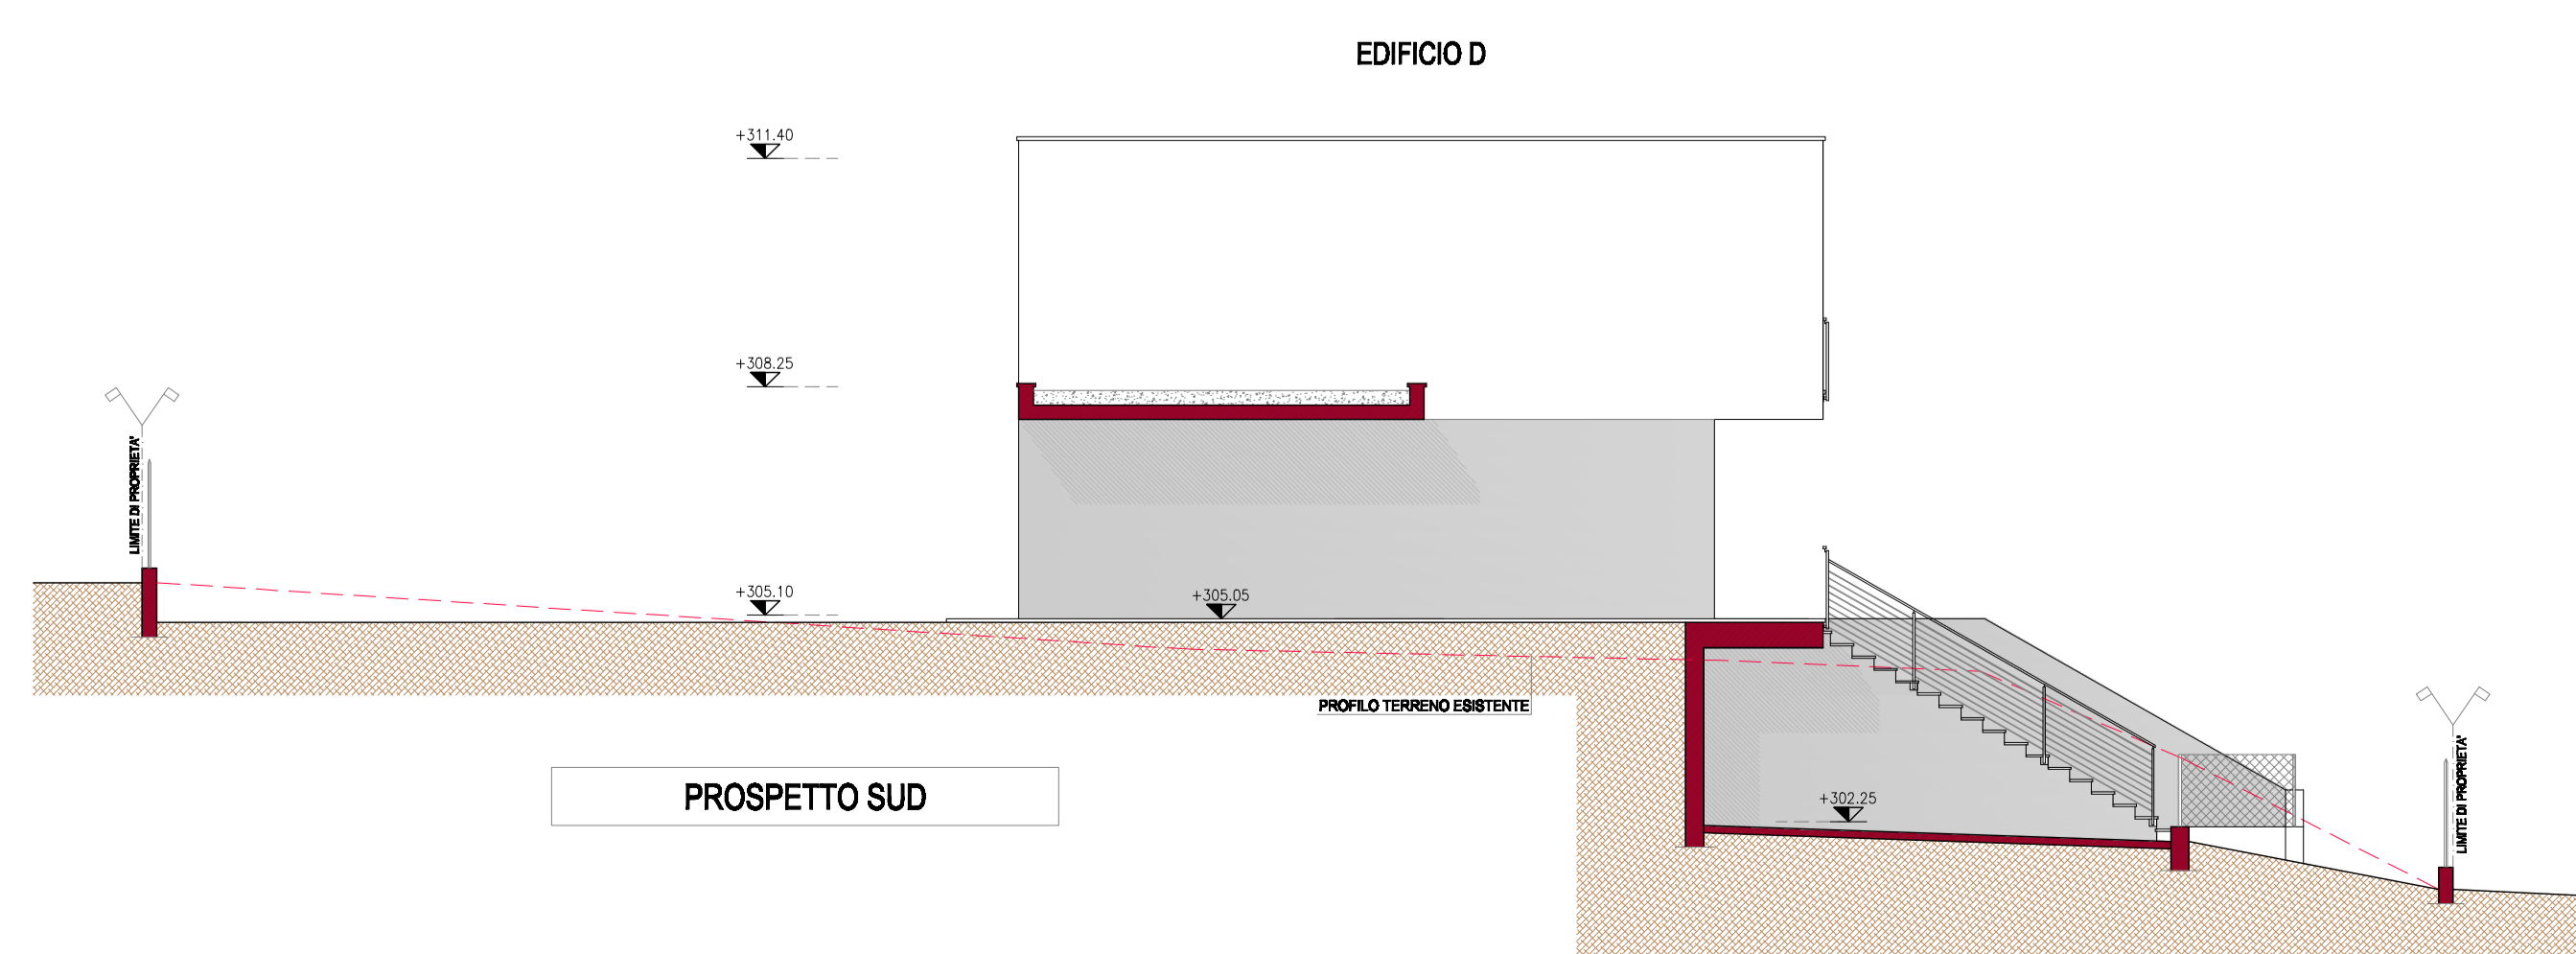 EDIFICIO D
+311.40
+308.25
LIMITE DI PROPRIETA'
+305.10
+305.05
PROFILO TERRENO ESISTENTE
PROSPETTO SUD
+302.25
LIMITE DI PROPRIETA'